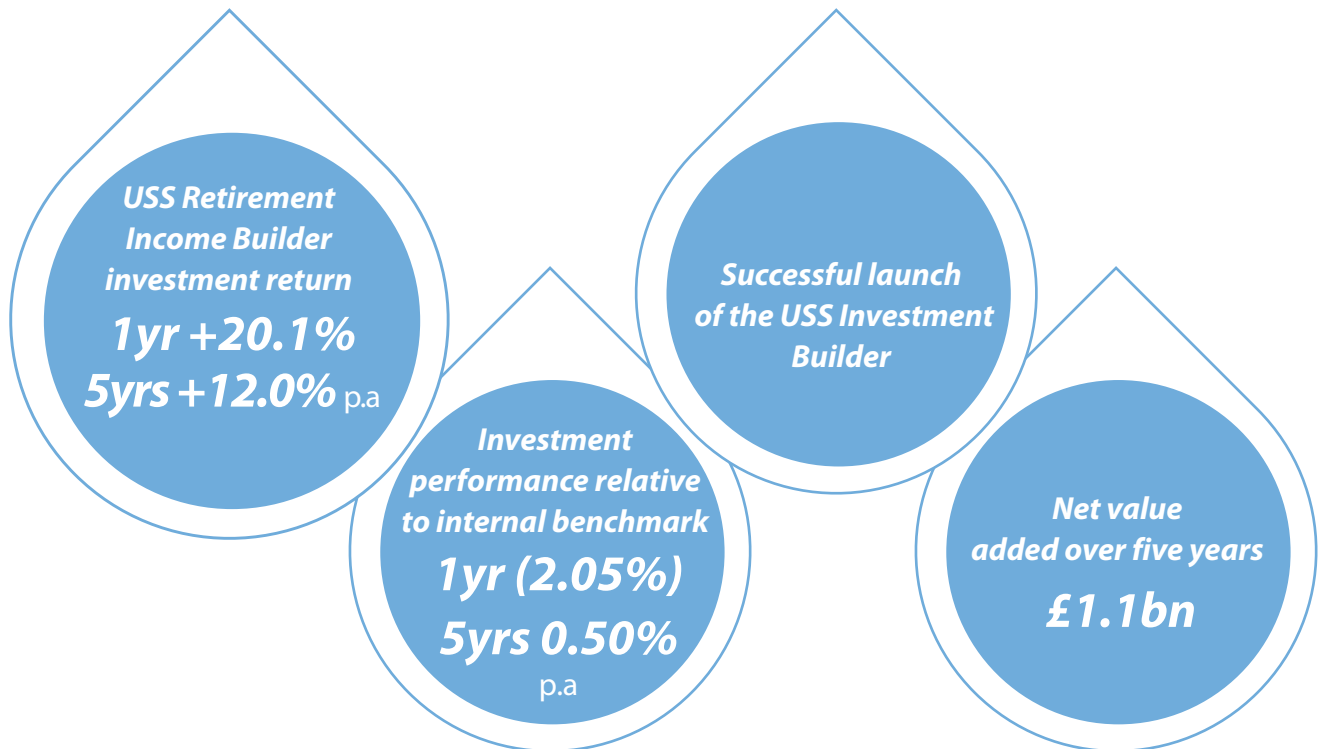 USS Retirement
Income Builder
investment return
1yr +20.1%
5yrs +12.0% p.a
Investment
performance relative
to internal benchmark
1yr (2.05%)
5yrs 0.50%
p.a
Successful launch
of the USS Investment
Builder
Net value
added over five years
£1.1bn